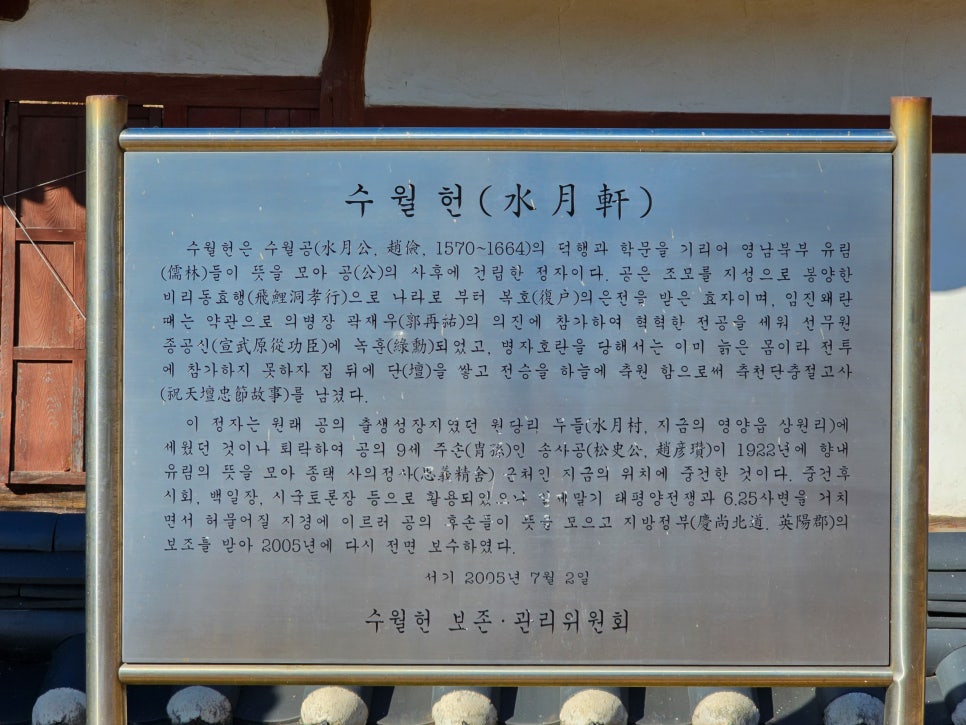 수월헌(水月軒)
수월헌은 수월공(水月公, 趙儉, 1570~1664)의 덕행과 학문을 기리어 영남북부 유림
(儒林)들이 뜻을 모아 공(公)의 사후에 건립한 정자이다. 공은 조모를 지성으로 봉양한
비리동효행(飛鯉洞孝行)으로 나라로 부터 복호(復戶)의은전을 받은 효자이며, 임진왜란
때는 약관으로 의병장 곽재우(郭再祐)의 의진에 참가하여 혁혁한 전공을 세워 선무원
종공신(宣武原從功臣)에 녹훈(錄勳)되었고, 병자호란을 당해서는 이미 늙은 몸이라 전투
에 참가하지 못하자 집 뒤에 단(壇)을 쌓고 전승을 하늘에 축원 함으로써 축천단충절고사
(祝天壇忠節故事)를 남겼다.
이 정자는 원래 공의 출생성장지였던 원당리 두들(水月村, 지금의 영양읍 상원리)에
세웠던 것이나 퇴락하여 공의 9세 주손(冑孫)인 송사공(松史公, 趙彦瓚)이 1922년에 향내
유림의 뜻을 모아 종택 사의정사(思義精舍) 근처인 지금의 위치에 중건한 것이다. 중건후
시회, 백일장, 시국토론장 등으로 활용되었으나 일제말기 태평양전쟁과 6.25사변을 거치
면서 허물어질 지경에 이르러 공의 후손들이 뜻을 모으고 지방정부(慶尙北道, 英陽郡)의
보조를 받아 2005년에 다시 전면 보수하였다.
서기 2005년 7월 2일
수월헌 보존·관리위원회